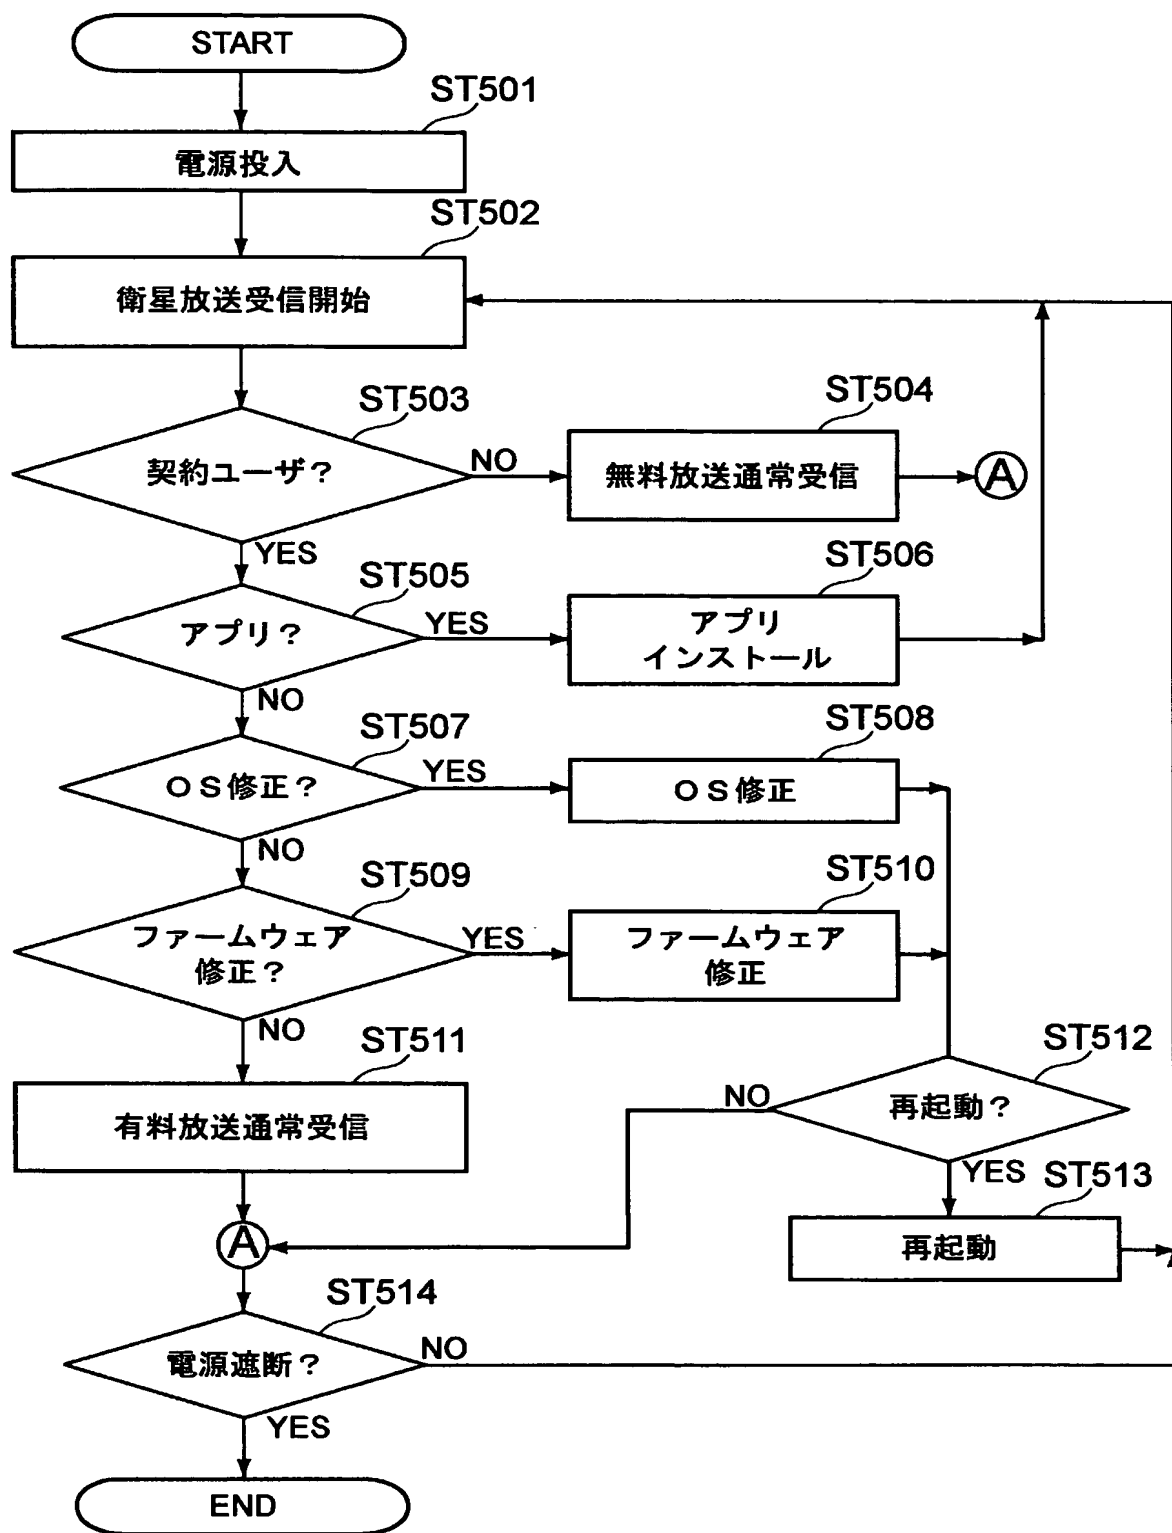 START
ST501
電源投入
ST502
衛星放送受信開始
ST503
契約ユーザ?
NO
ST504
無料放送通常受信
A
YES
ST505
アプリ?
YES
ST506
アプリ
インストール
NO
ST507
OS修正?
YES
ST508
OS修正
NO
ST509
ファームウェア
修正?
YES
ST510
ファームウェア
修正
NO
ST511
有料放送通常受信
ST512
再起動?
NO
YES
ST513
再起動
A
ST514
電源遮断?
NO
YES
END